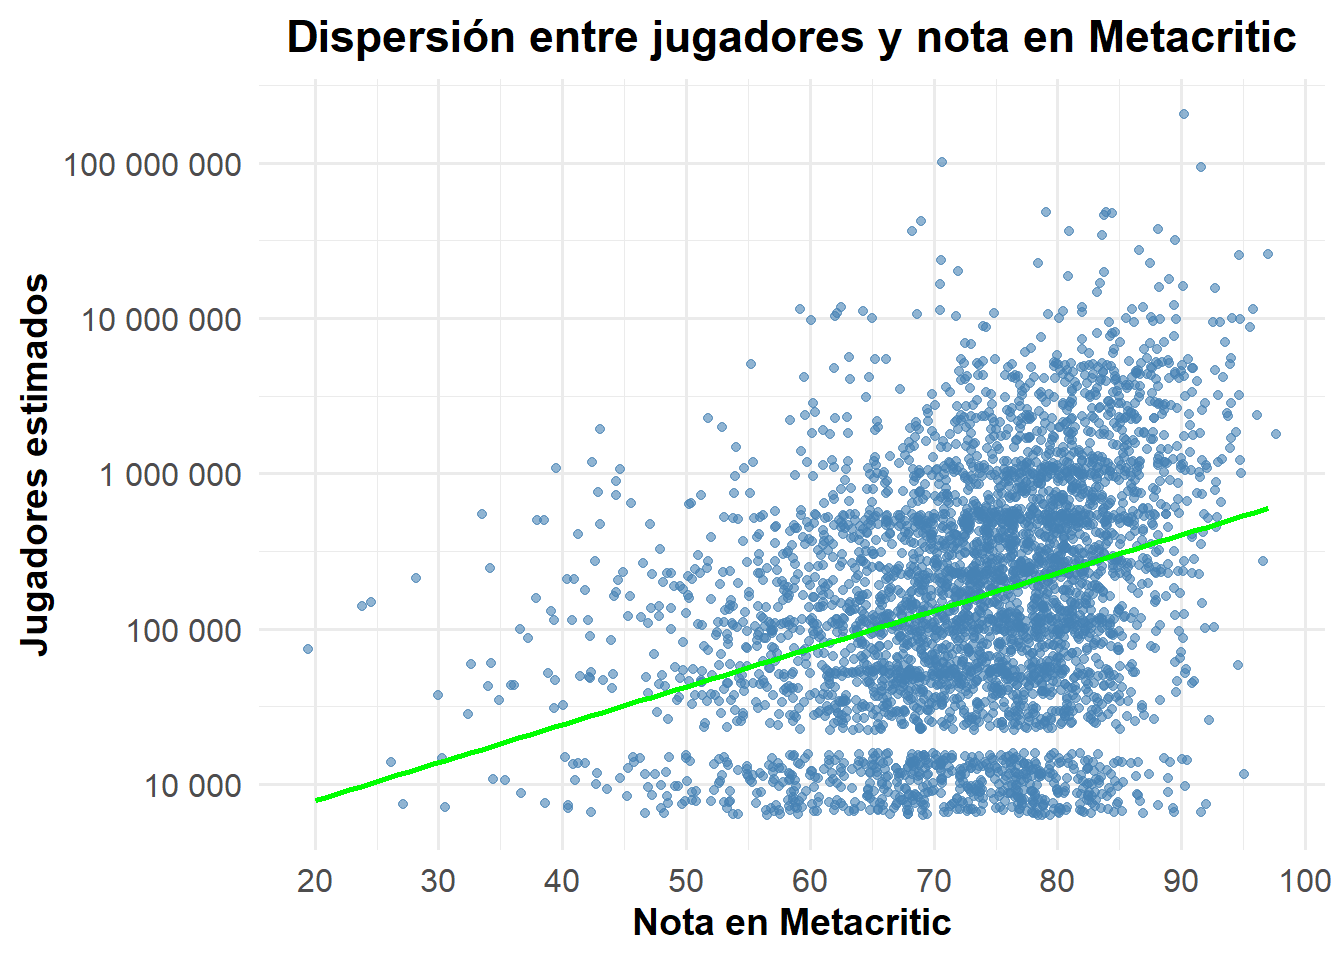 Dispersión entre jugadores y nota en Metacritic
Jugadores estimados
100 000 000
10 000 000
1 000 000
100 000
10 000
20 30 40 50 60 70 80 90 100
Nota en Metacritic